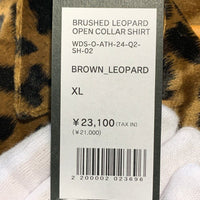 BRUSHED LEOPARD
OPEN COLLAR SHIRT
WDS-O-ATH-24-Q2-
SH-02
BROWN_LEOPARD
XL
¥23,100 (TAX IN)
(¥21,000)
2 200002 023696